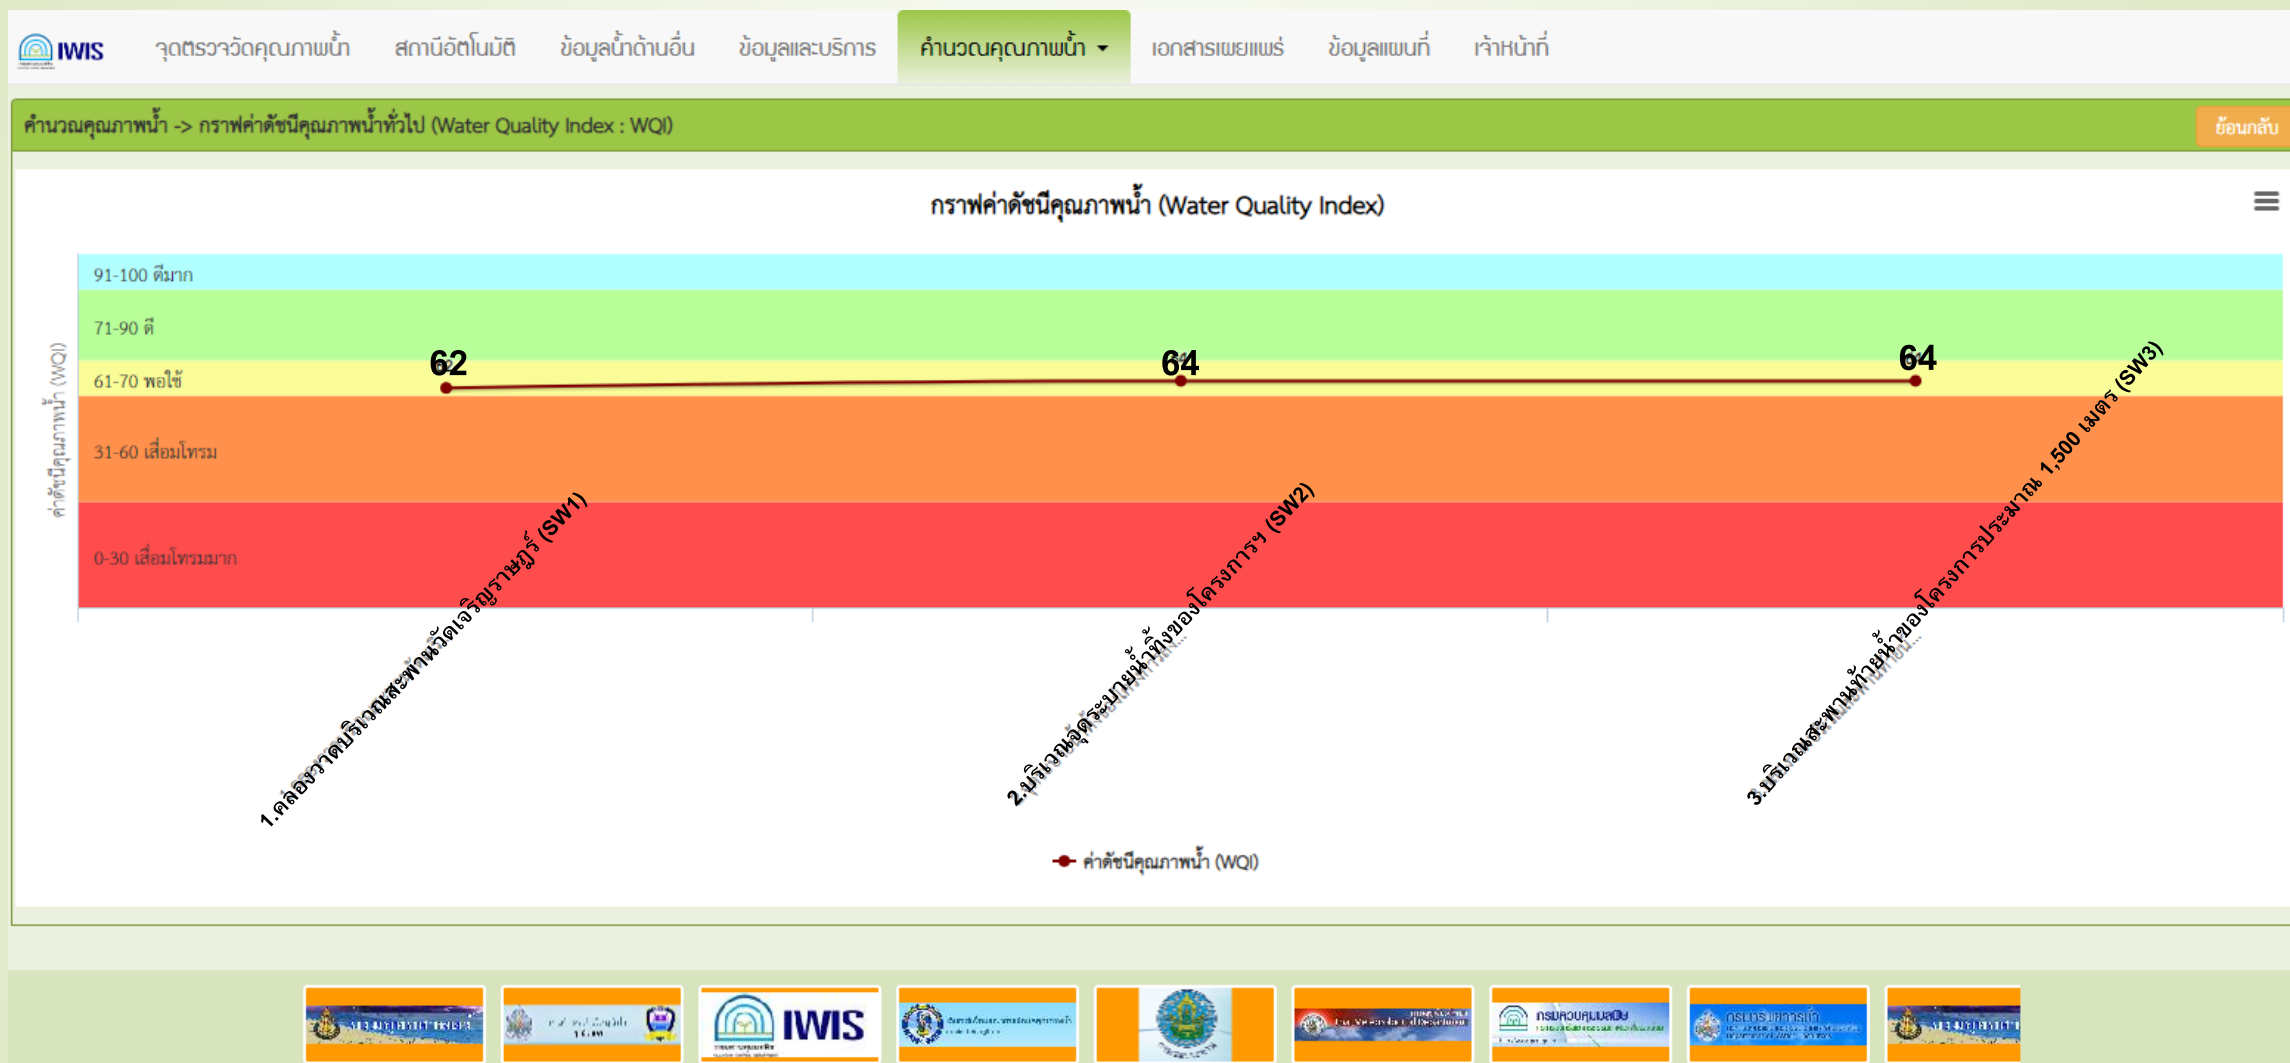 IWIS จุดตรวจวัดคุณภาพน้ำ สถานีอัตโนมัติ ข้อมูลน้ำด้านอื่น ข้อมูลและบริการ คำนวณคุณภาพน้ำ เอกสารเผยแพร่ ข้อมูลแผนที่ เจ้าหน้าที่
คำนวณคุณภาพน้ำ -> กราฟค่าดัชนีคุณภาพน้ำทั่วไป (Water Quality Index : WQI) ย้อนกลับ
กราฟค่าดัชนีคุณภาพน้ำ (Water Quality Index)
ค่าดัชนีคุณภาพน้ำ (WQI)
91-100 ดีมาก
71-90 ดี
61-70 พอใช้
31-60 เสื่อมโทรม
0-30 เสื่อมโทรมมาก
62
64
64
1.คลองวาดบริเวณสะพานวัดเจริญราษฎร์ (SW1)
2.บริเวณจุดระบายน้ำทิ้งของโครงการฯ (SW2)
3.บริเวณสะพานท้ายน้ำของโครงการประมาณ 1,500 เมตร (SW3)
ค่าดัชนีคุณภาพน้ำ (WQI)
IWIS
กรมควบคุมมลพิษ